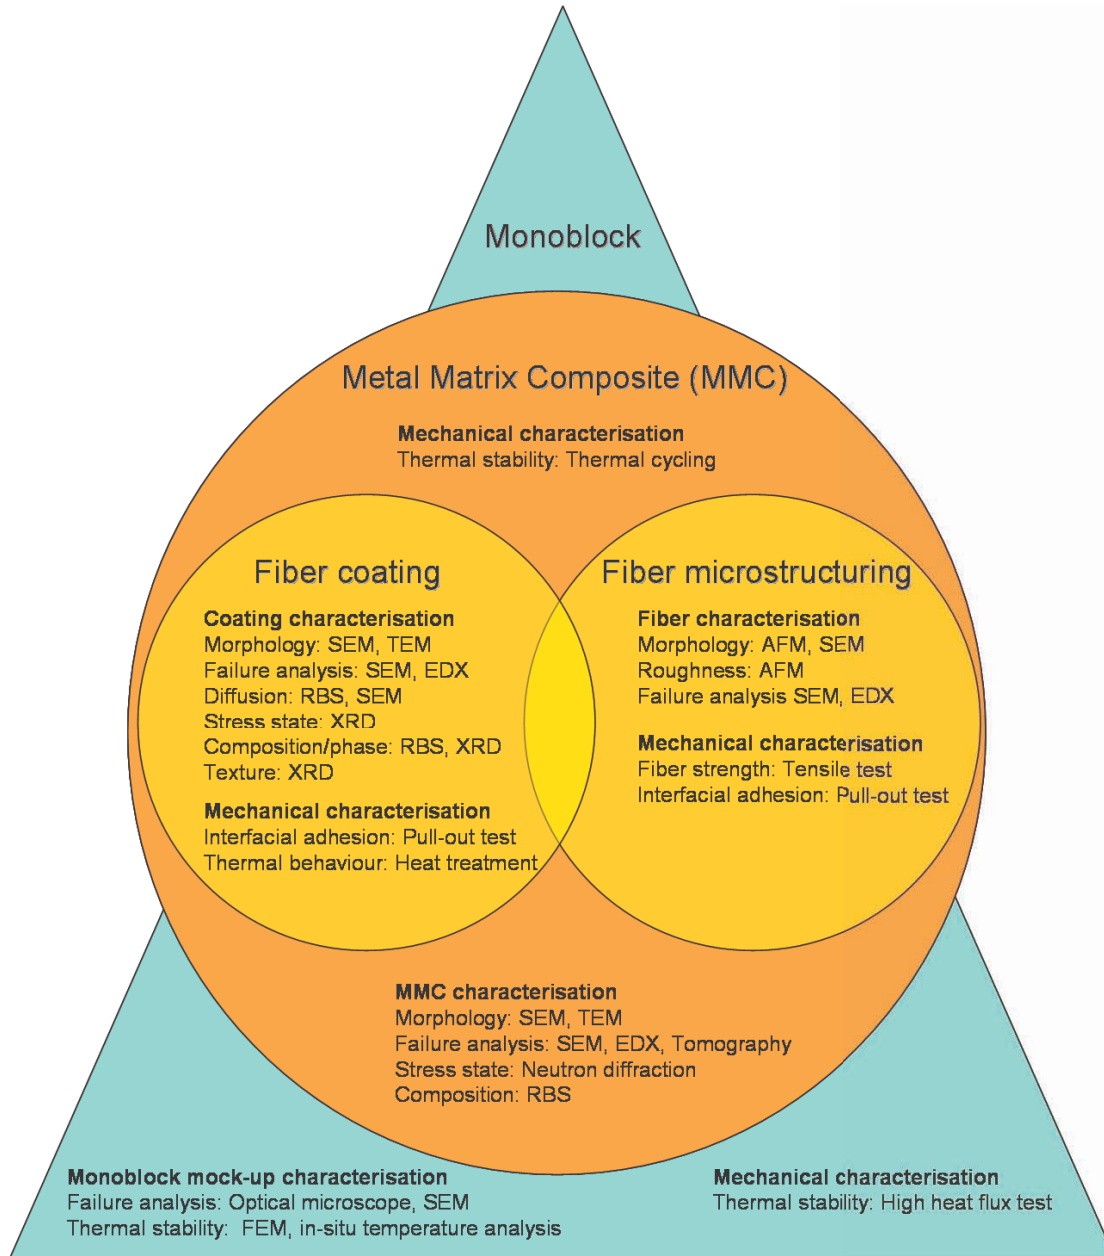 Monoblock
Metal Matrix Composite (MMC)
Mechanical characterisation
Thermal stability: Thermal cycling
Fiber coating
Coating characterisation
Morphology: SEM, TEM
Failure analysis: SEM, EDX
Diffusion: RBS, SEM
Stress state: XRD
Composition/phase: RBS, XRD
Texture: XRD
Mechanical characterisation
Interfacial adhesion: Pull-out test
Thermal behaviour: Heat treatment
Fiber microstructuring
Fiber characterisation
Morphology: AFM, SEM
Roughness: AFM
Failure analysis SEM, EDX
Mechanical characterisation
Fiber strength: Tensile test
Interfacial adhesion: Pull-out test
MMC characterisation
Morphology: SEM, TEM
Failure analysis: SEM, EDX, Tomography
Stress state: Neutron diffraction
Composition: RBS
Monoblock mock-up characterisation
Failure analysis: Optical microscope, SEM
Thermal stability: FEM, in-situ temperature analysis
Mechanical characterisation
Thermal stability: High heat flux test